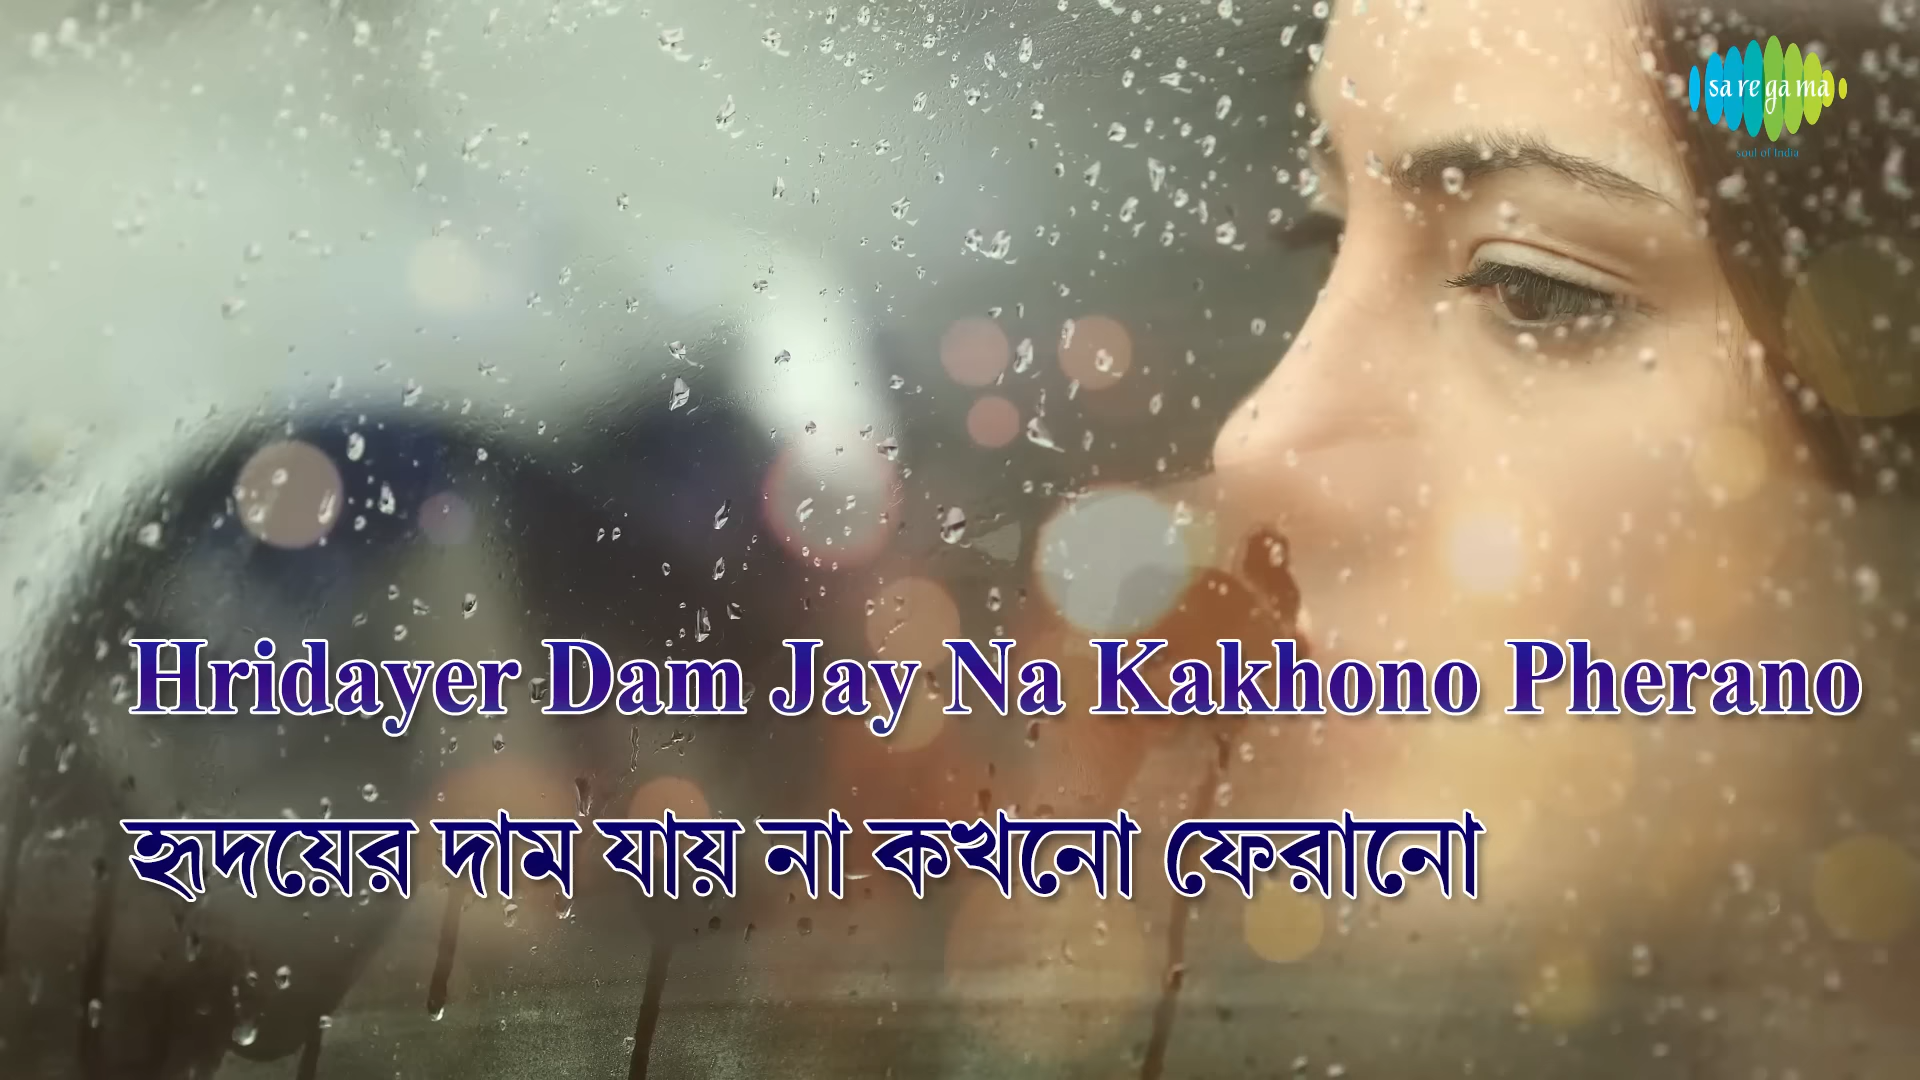 sa re ga ma
soul of India
Hridayer Dam Jay Na Kakhono Pherano
হৃদয়ের দাম যায় না কখনো ফেরানো